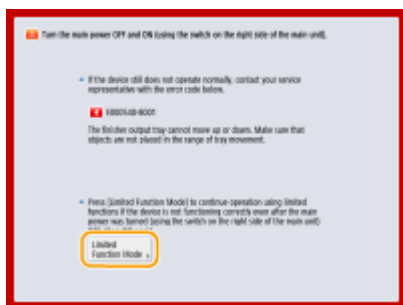 Turn the main power OFF and ON (using the switch on the right side of the main unit).
If the device still does not operate normally, contact your service
representative with the error code below.
E000540-8001
The finisher output tray cannot move up or down. Make sure that
objects are not placed in the range of tray movement.
Press [Limited Function Mode] to continue operation using limited
functions if the device is not functioning correctly even after the main
power was turned (using the switch on the right side of the main unit)
Limited
Function Mode